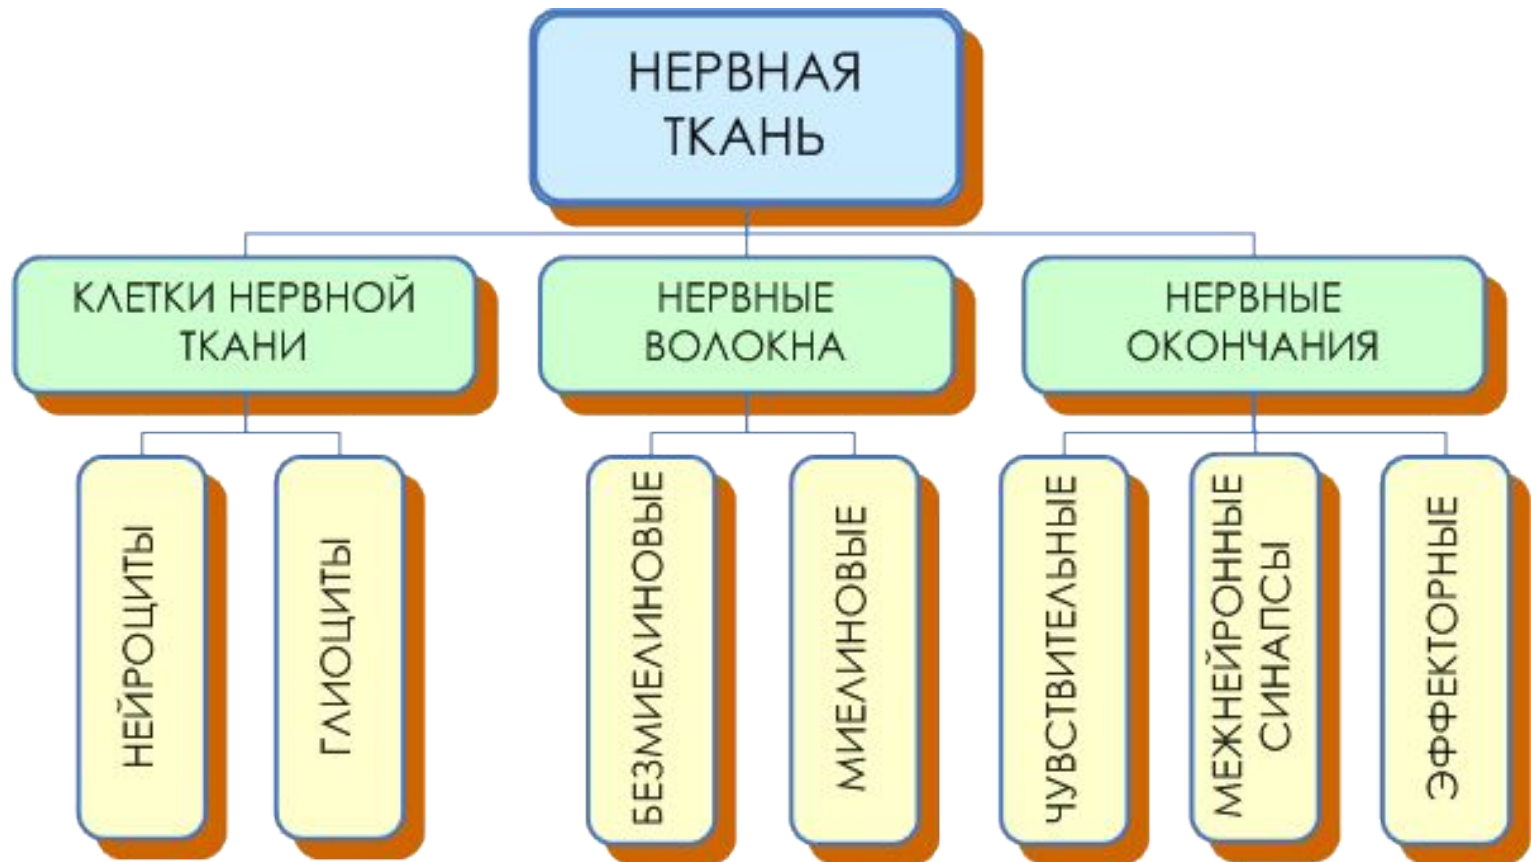 НЕРВНАЯ
ТКАНЬ
КЛЕТКИ НЕРВНОЙ
ТКАНИ
НЕРВНЫЕ
ВОЛОКНА
НЕРВНЫЕ
ОКОНЧАНИЯ
НЕЙРОЦИТЫ
ГЛИОЦИТЫ
БЕЗМИЕЛИНОВЫЕ
МИЕЛИНОВЫЕ
ЧУВСТВИТЕЛЬНЫЕ
МЕЖНЕЙРОННЫЕ
СИНАПСЫ
ЭФФЕКТОРНЫЕ